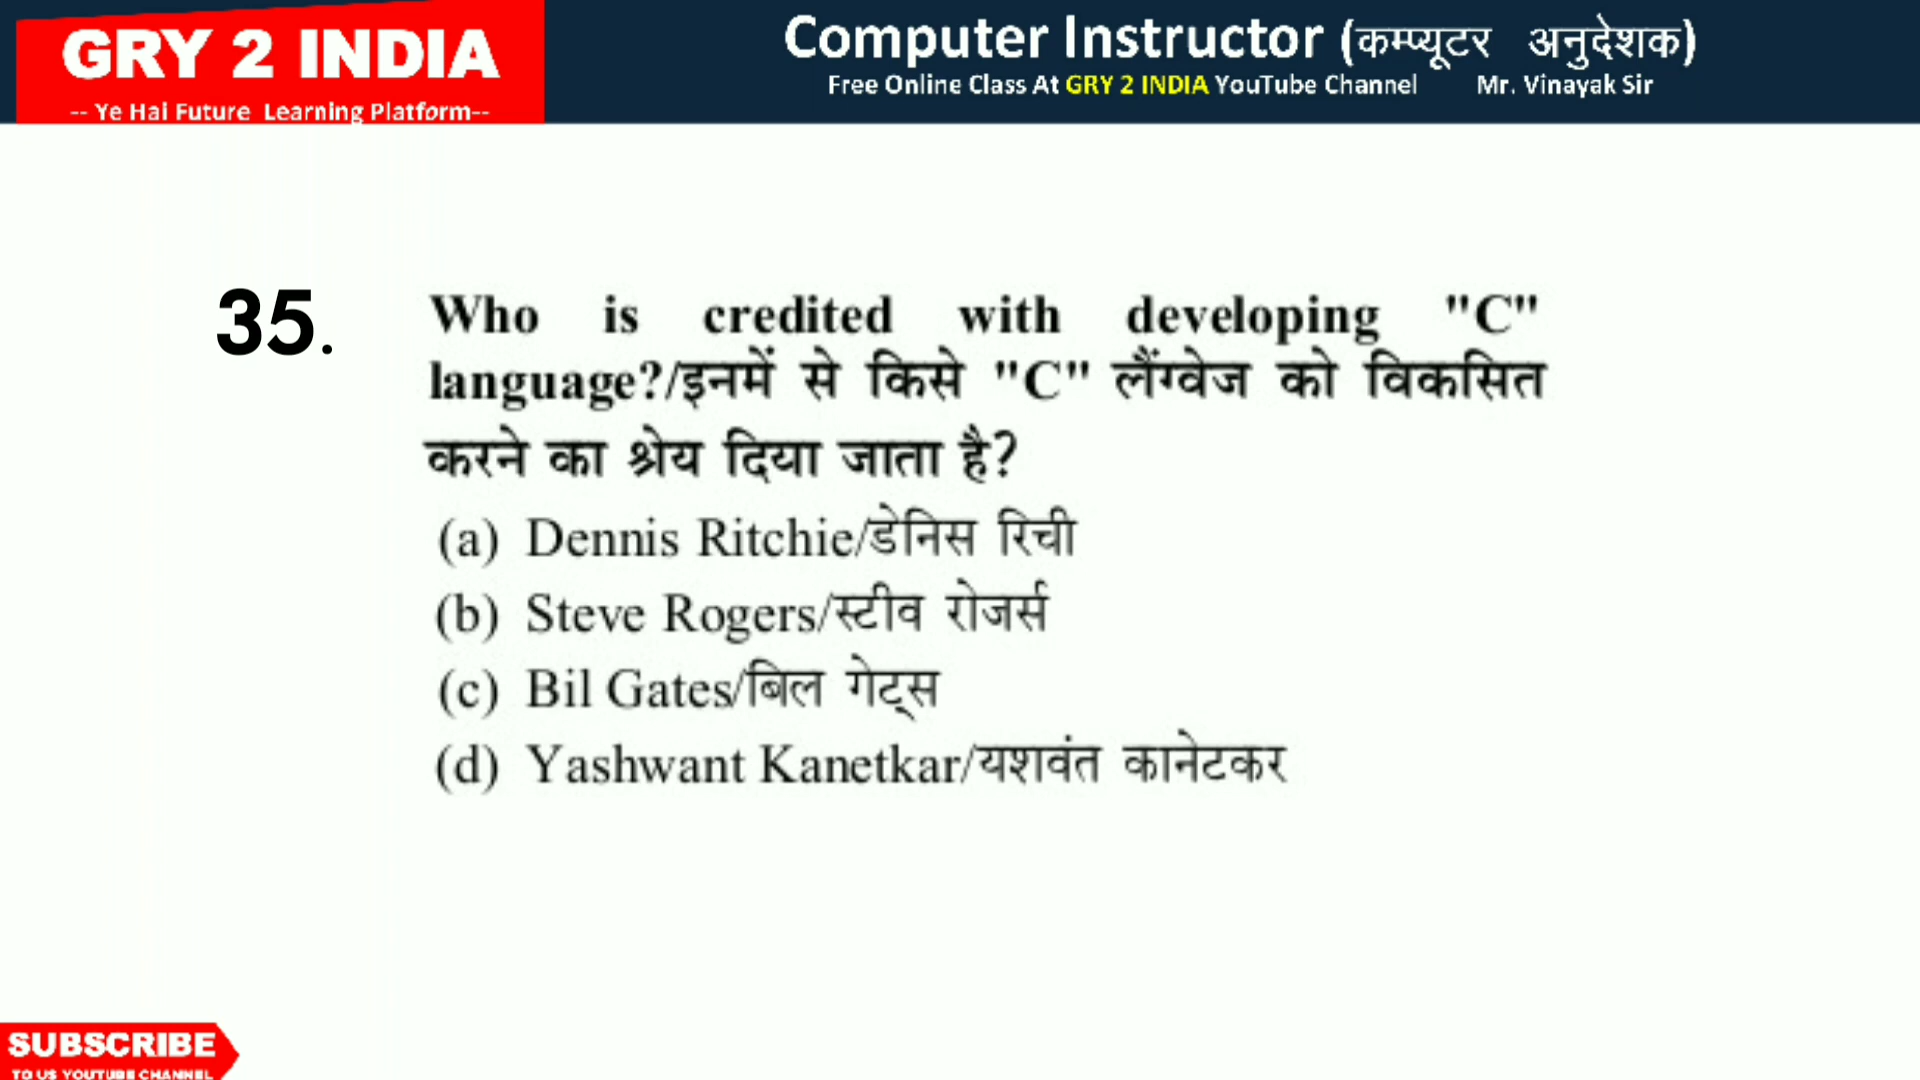 GRY 2 INDIA
-- Ye Hai Future Learning Platform--
Computer Instructor (कम्प्यूटर अनुदेशक)
Free Online Class At GRY 2 INDIA YouTube Channel Mr. Vinayak Sir
35. Who is credited with developing "C"
language?/इनमें से किसे "C" लैंग्वेज को विकसित
करने का श्रेय दिया जाता है?
(a) Dennis Ritchie/डेनिस रिची
(b) Steve Rogers/स्टीव रोजर्स
(c) Bil Gates/बिल गेट्स
(d) Yashwant Kanetkar/यशवंत कानेटकर
SUBSCRIBE
TO US YOUTUBE CHANNEL